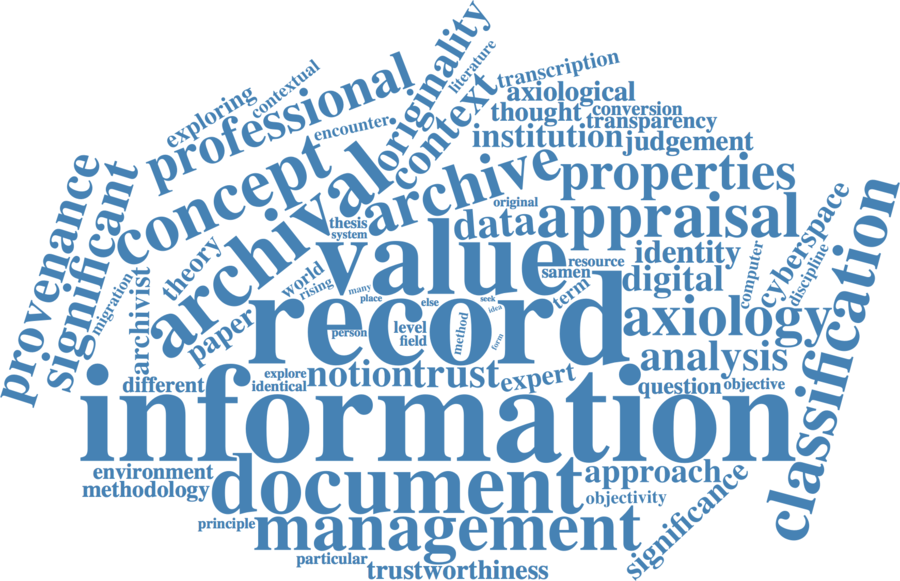 originality
literature
transcription
contextual
exploring
professional
axiological
context
thought
conversion
encounter
transparency
institution
judgement
provenance
significant
concept
archival
archive
properties
original
thesis
system
data
appraisal
value
theory
migration
archivist
world
rising
many
place
else
seek
idea
resource
samen
term
identity
digital
computer
cyberspace
discipline
classification
paper
record
person
level
field
method
form
axiology
analysis
different
explore
identical
notion
trust
expert
question
objective
information
environment
methodology
document
approach
objectivity
significance
principle
management
particular
trustworthiness